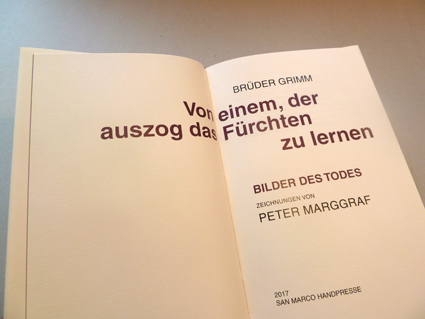 BRÜDER GRIMM
Von einem, der
auszog das Fürchten
zu lernen
BILDER DES TODES
ZEICHNUNGEN VON
PETER MARGGRAF
2017
SAN MARCO HANDPRESSE